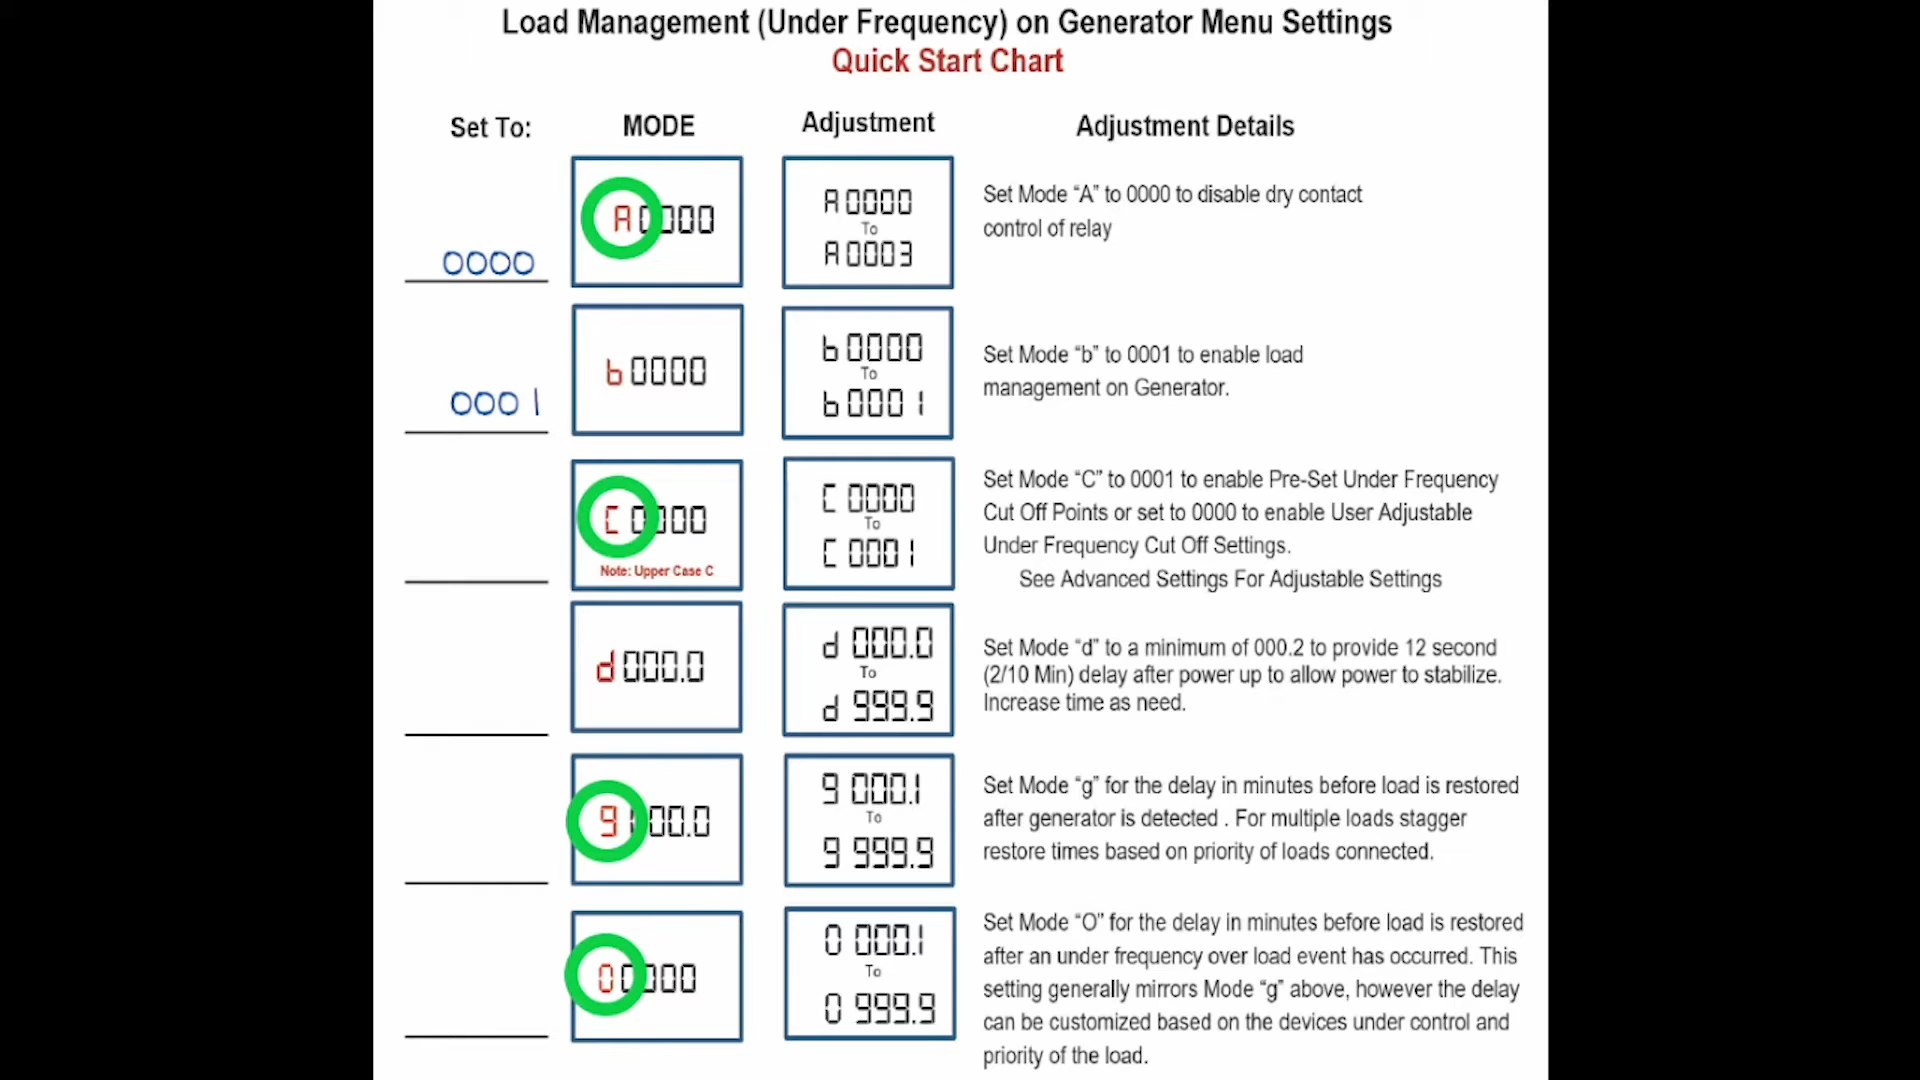 Load Management (Under Frequency) on Generator Menu Settings
Quick Start Chart
Set To: MODE Adjustment Adjustment Details
0000
A 0000
A 0000
To
A 0003
Set Mode “A” to 0000 to disable dry contact
control of relay
0001
b 0000
b 0000
To
b 0001
Set Mode “b” to 0001 to enable load
management on Generator.
C 0000
Note: Upper Case C
C 0000
To
C 0001
Set Mode “C” to 0001 to enable Pre-Set Under Frequency
Cut Off Points or set to 0000 to enable User Adjustable
Under Frequency Cut Off Settings.
See Advanced Settings For Adjustable Settings
d 000.0
d 000.0
To
d 999.9
Set Mode “d” to a minimum of 000.2 to provide 12 second
(2/10 Min) delay after power up to allow power to stabilize.
Increase time as need.
g
g 000.1
To
g 999.9
Set Mode “g” for the delay in minutes before load is restored
after generator is detected . For multiple loads stagger
restore times based on priority of loads connected.
O 0000
O 000.1
To
O 999.9
Set Mode “O” for the delay in minutes before load is restored
after an under frequency over load event has occurred. This
setting generally mirrors Mode “g” above, however the delay
can be customized based on the devices under control and
priority of the load.